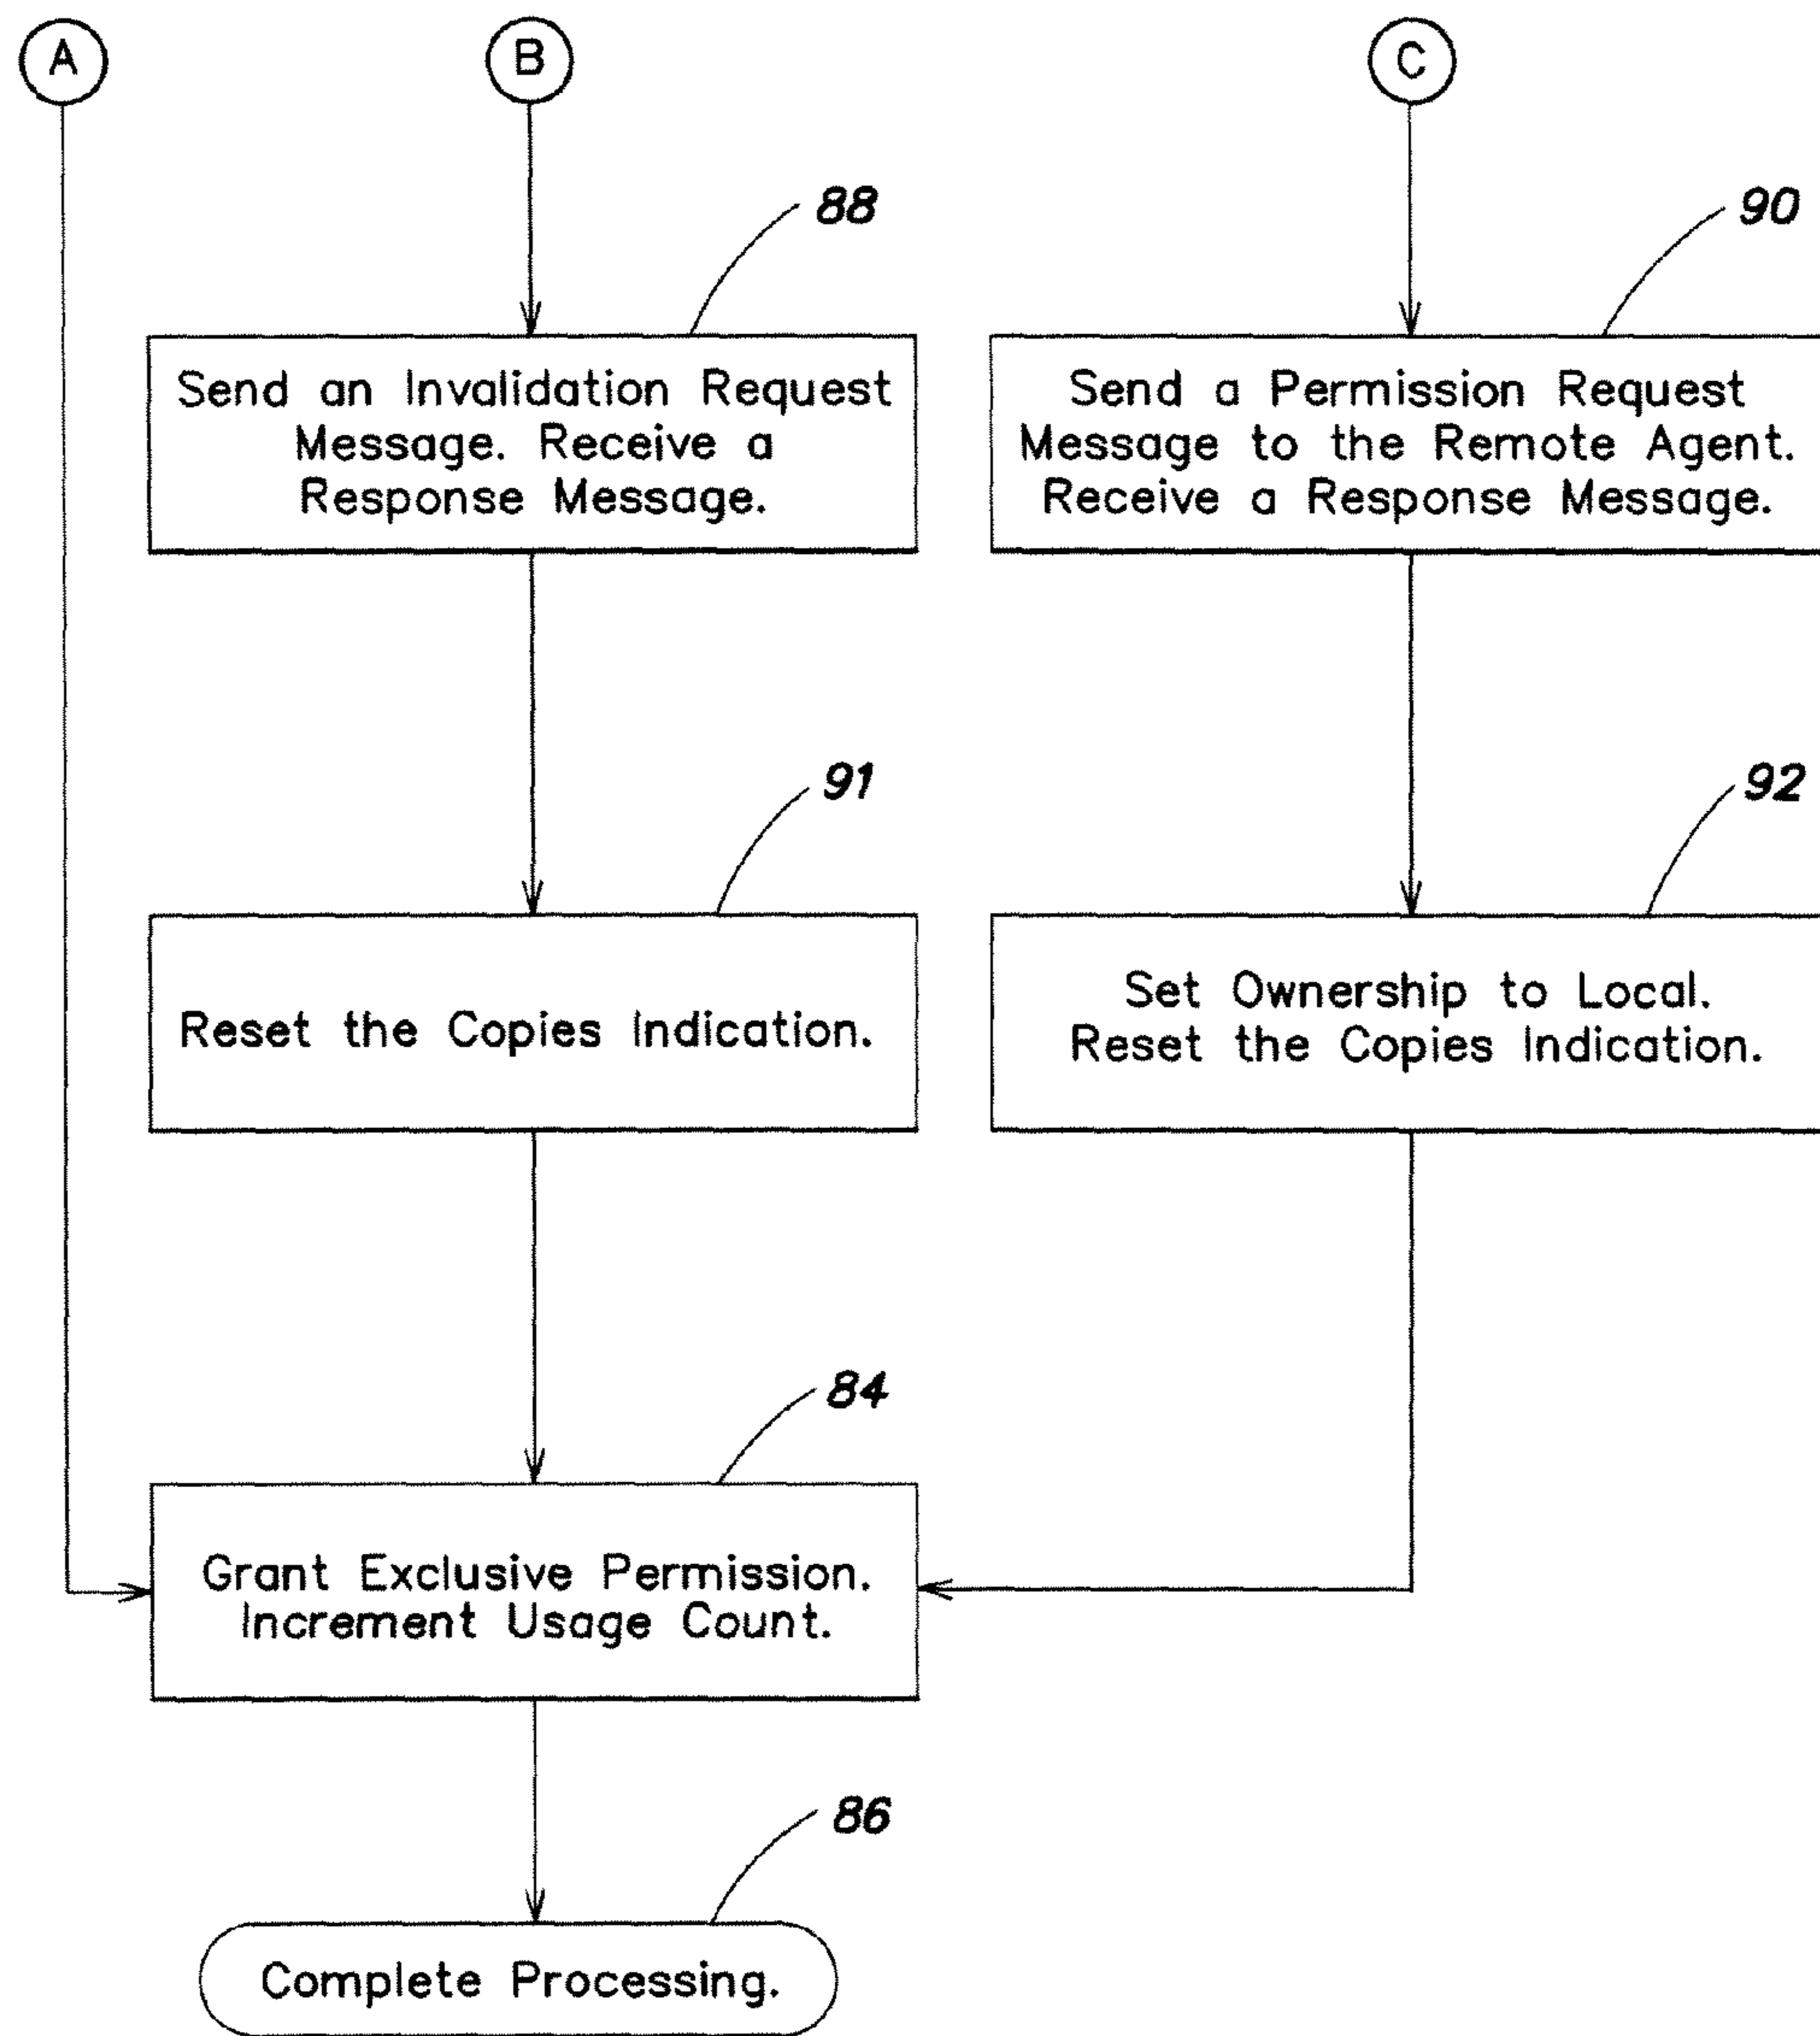 A
B
C
88
90
Send an Invalidation Request
Message. Receive a
Response Message.
Send a Permission Request
Message to the Remote Agent.
Receive a Response Message.
91
92
Reset the Copies Indication.
Set Ownership to Local.
Reset the Copies Indication.
84
Grant Exclusive Permission.
Increment Usage Count.
86
Complete Processing.